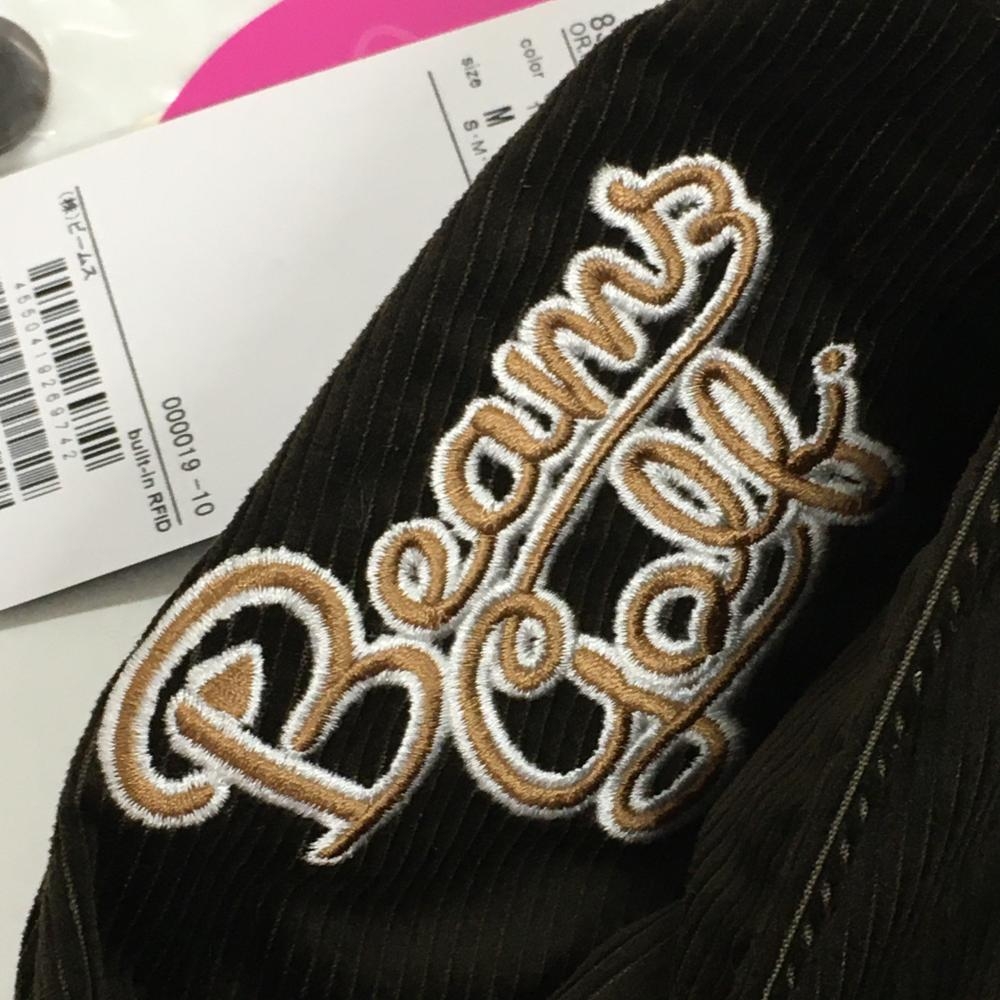 Beams
Golf
size M
S・M・
color
(株)ビームス
4550419269742
000019-10
built-in RFID